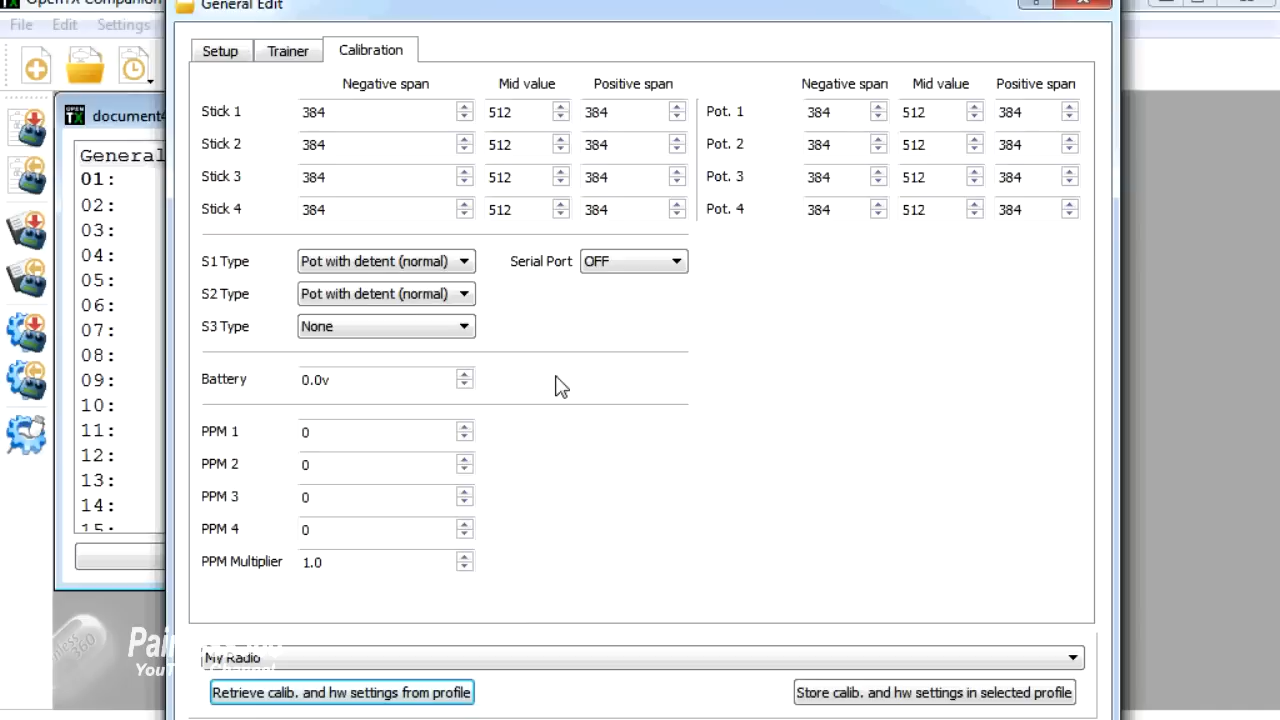 OpenTX Companion
General Edit
File Edit Settings
Setup Trainer Calibration
Negative span Mid value Positive span Negative span Mid value Positive span
Stick 1 384 512 384 Pot. 1 384 512 384
Stick 2 384 512 384 Pot. 2 384 512 384
Stick 3 384 512 384 Pot. 3 384 512 384
Stick 4 384 512 384 Pot. 4 384 512 384
S1 Type Pot with detent (normal) Serial Port OFF
S2 Type Pot with detent (normal)
S3 Type None
Battery 0.0v
PPM 1 0
PPM 2 0
PPM 3 0
PPM 4 0
PPM Multiplier 1.0
My Radio
Retrieve calib. and hw settings from profile Store calib. and hw settings in selected profile
OPEN
TX
General
01:
02:
03:
04:
05:
06:
07:
08:
09:
10:
11:
12:
13:
14:
15: